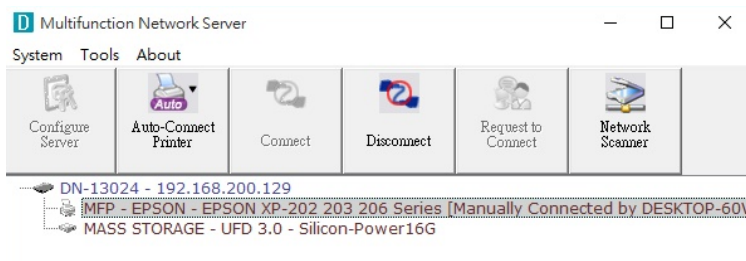 D Multifunction Network Server
System Tools About
Configure Server
Auto
Auto-Connect Printer
Connect
Disconnect
Request to Connect
Network Scanner
DN-13024 - 192.168.200.129
MFP - EPSON - EPSON XP-202 203 206 Series [Manually Connected by DESKTOP-60
MASS STORAGE - UFD 3.0 - Silicon-Power16G